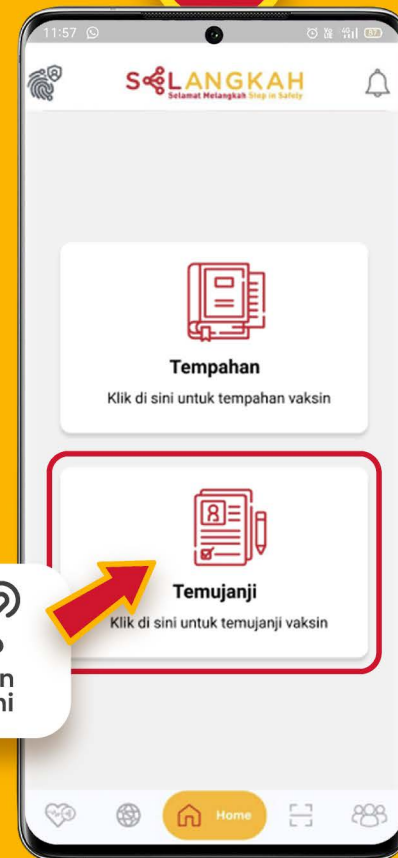 11:57
SELANGKAH
Selamat Melangkah Step in Safety
Tempahan
Klik di sini untuk tempahan vaksin
Temujanji
Klik di sini untuk temujanji vaksin
Home